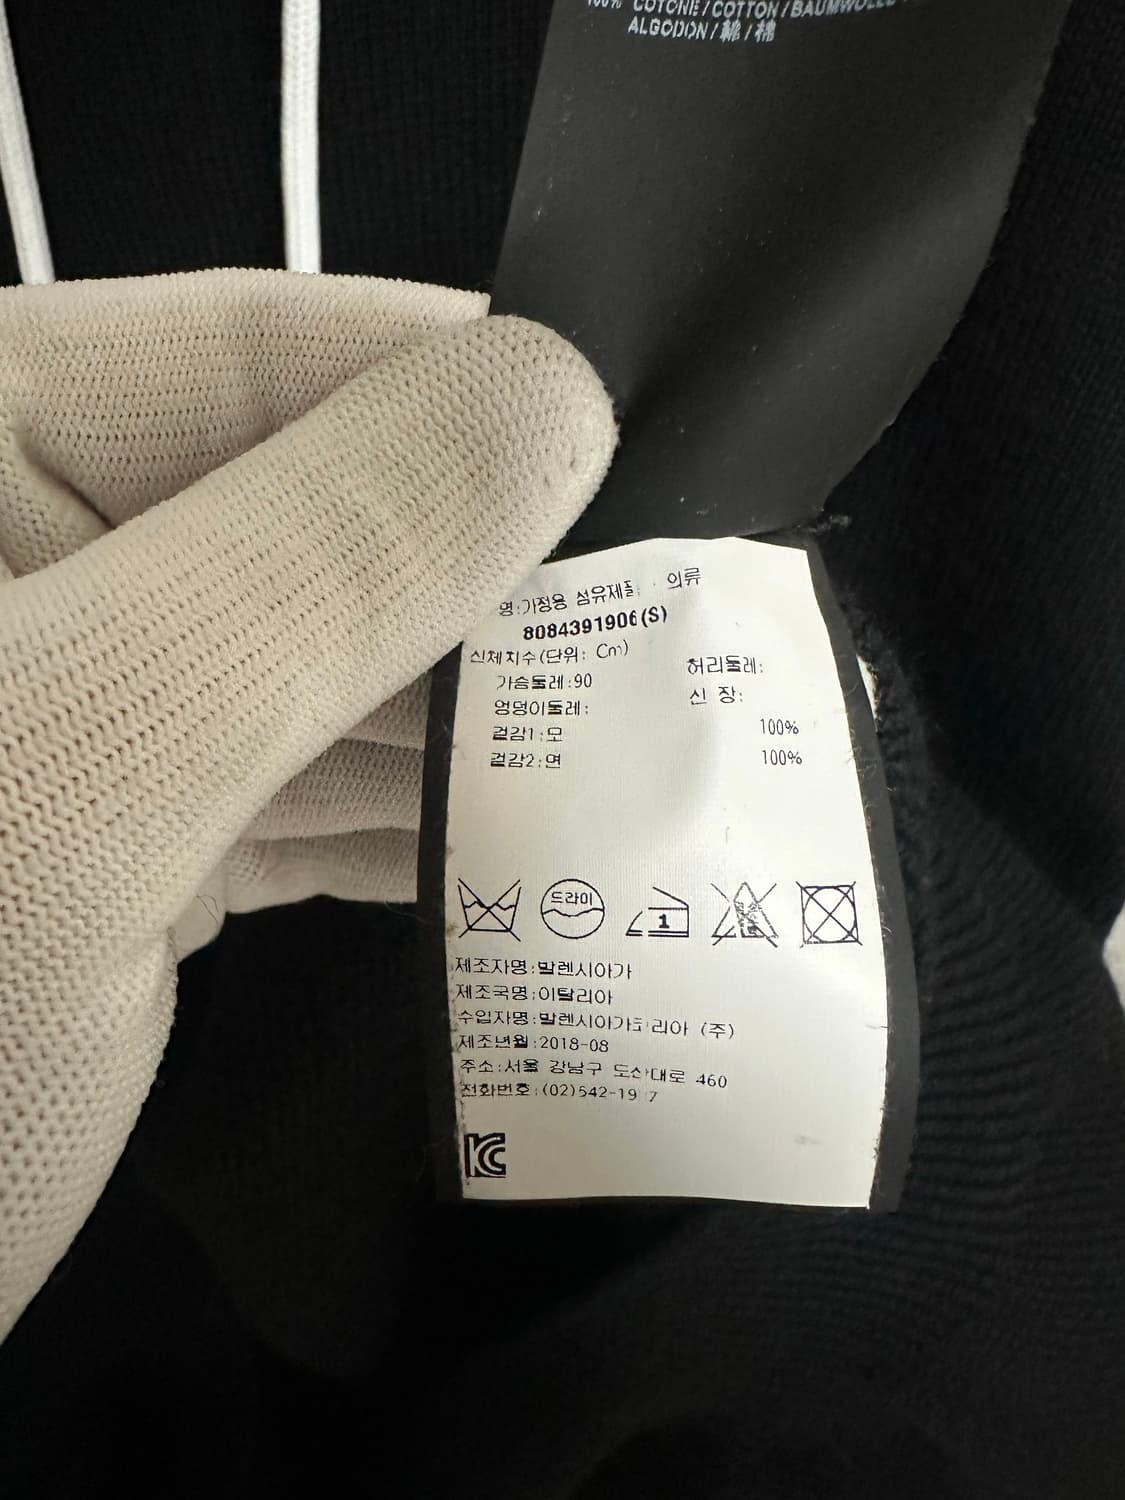 100% COTONE / COTTON / BAUMWOLLE
ALGODON / 綿 / 棉
명:가정용 섬유제품 의류
8084391906(S)
신체치수(단위: Cm)
가슴둘레:90
허리둘레:
엉덩이둘레:
신 장:
겉감1:모 100%
겉감2:면 100%
드라이
1
제조자명:발렌시아가
제조국명:이탈리아
수입자명:발렌시아가코리아 (주)
제조년월:2018-08
주소:서울 강남구 도산대로 460
전화번호:(02)542-19
KC